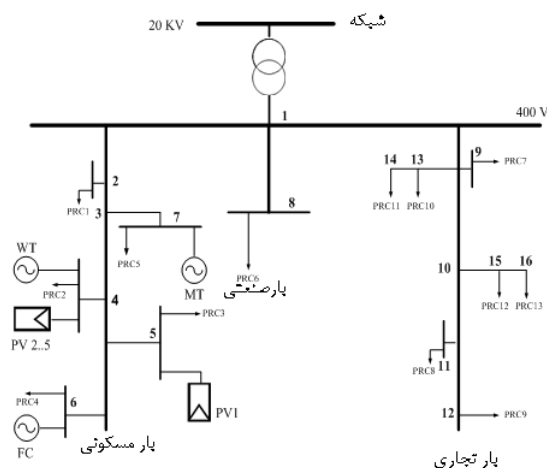 شبکه
20 KV
1
400 V
2
PRC1
3
7
PRC5
MT
WT
PRC2
4
PV 2..5
5
PRC3
PV1
PRC4
6
FC
بار مسکونی
8
PRC6
بارصنعتی
14
13
9
PRC7
PRC11
PRC10
10
15
16
PRC12
PRC13
PRC8
11
12
PRC9
بار تجاری